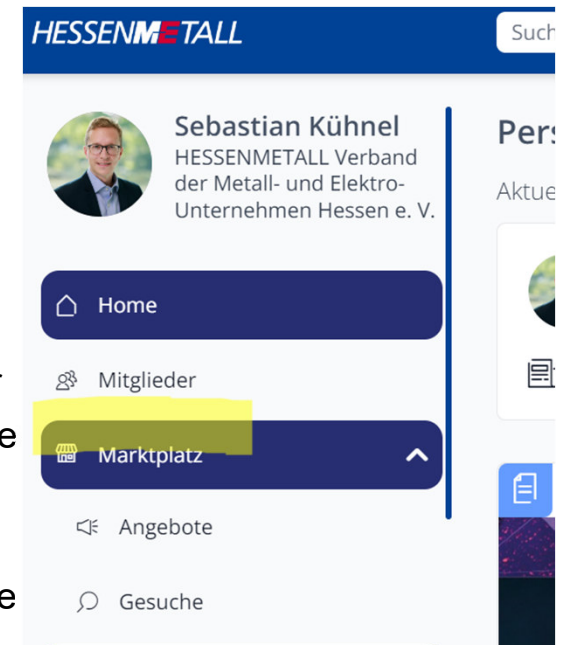 HESSENMETALL
Such
Sebastian Kühnel
HESSENMETALL Verband
der Metall- und Elektro-
Unternehmen Hessen e. V.
Pers
Aktue
Home
Mitglieder
e
Marktplatz
Angebote
e
Gesuche